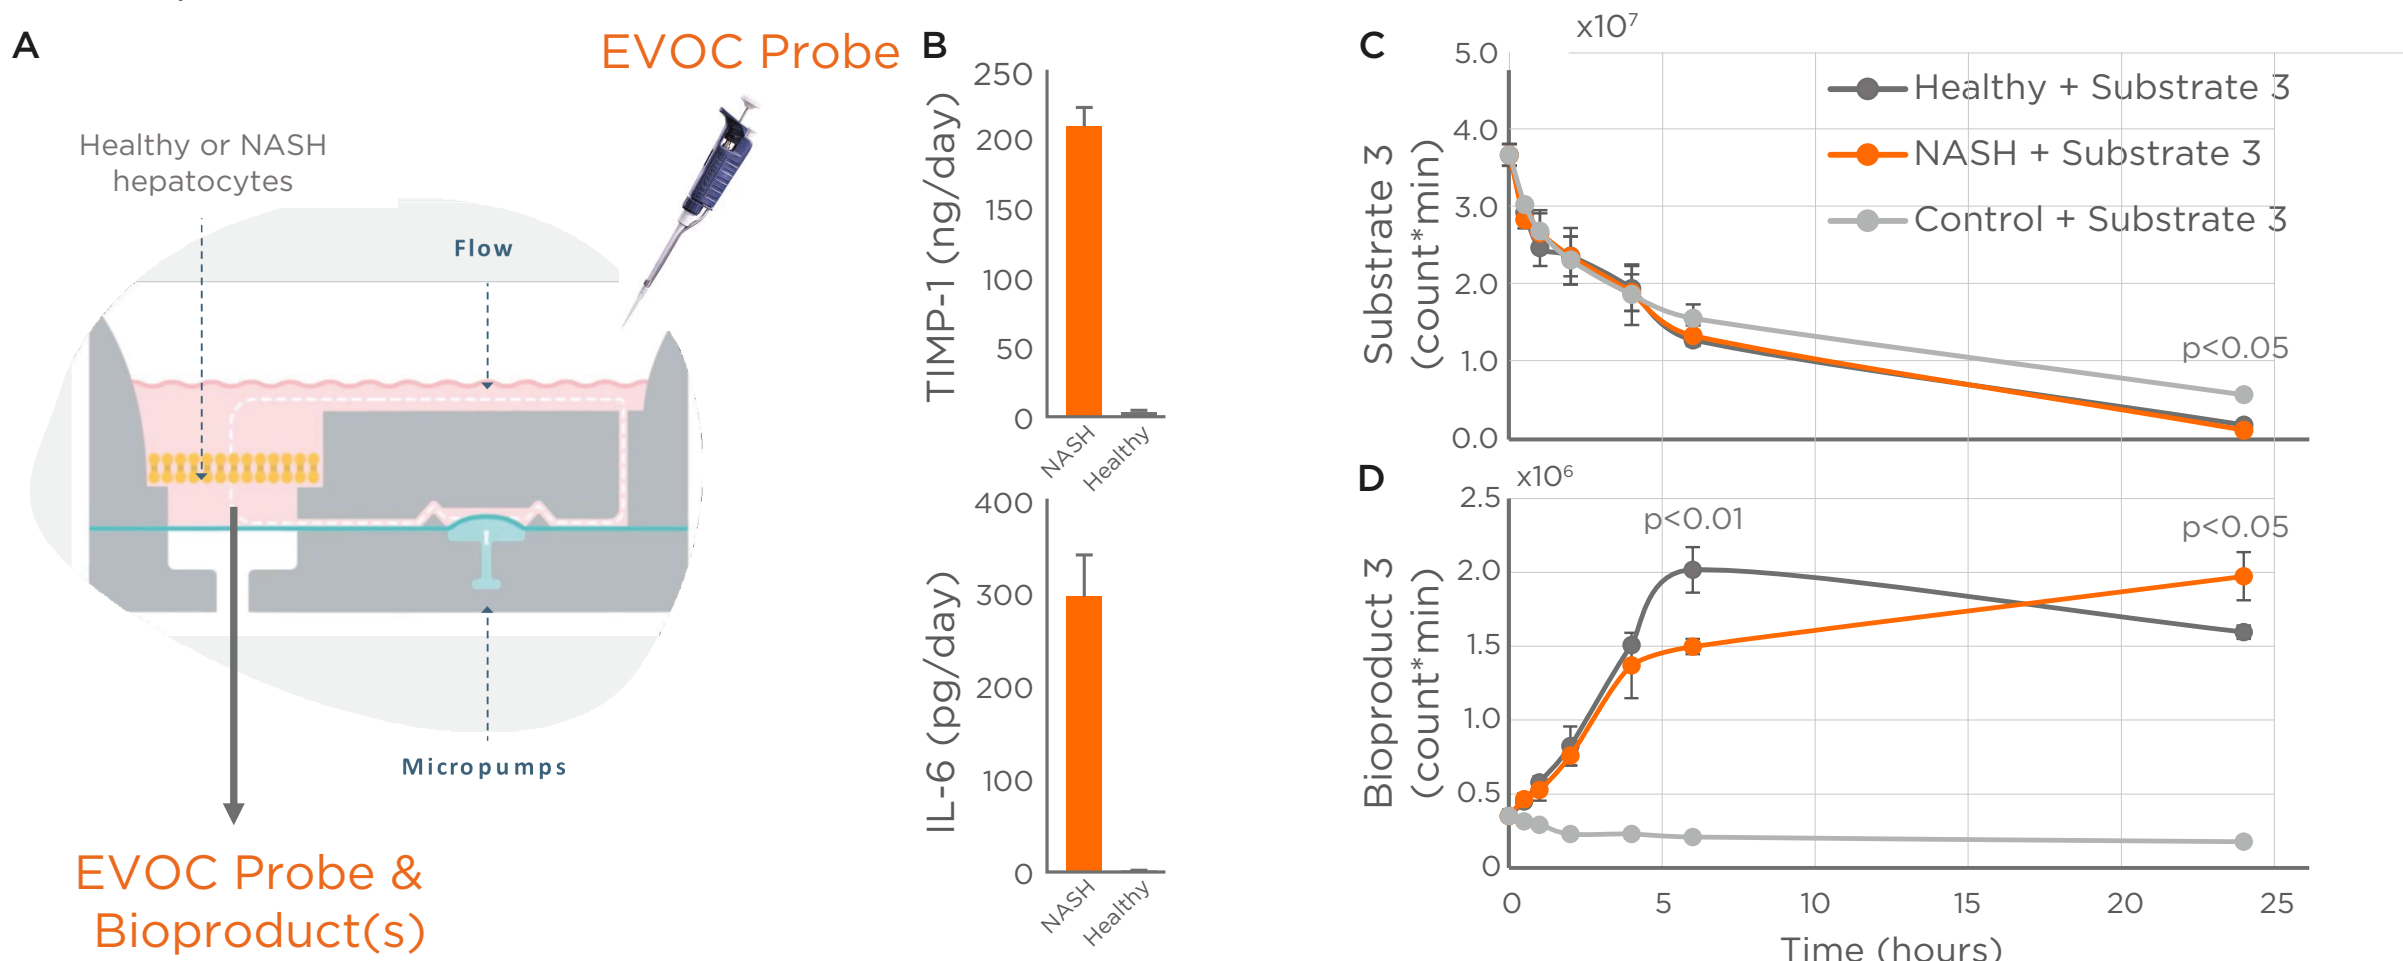 A
EVOC Probe
Healthy or NASH
hepatocytes
Flow
Micropumps
EVOC Probe &
Bioproduct(s)
B
TIMP-1 (ng/day)
250
200
150
100
50
0
NASH
Healthy
IL-6 (pg/day)
400
300
200
100
0
NASH
Healthy
C
x10⁷
Substrate 3
(count*min)
5.0
4.0
3.0
2.0
1.0
0.0
Healthy + Substrate 3
NASH + Substrate 3
Control + Substrate 3
p<0.05
D
x10⁶
Bioproduct 3
(count*min)
2.5
2.0
1.5
1.0
0.5
0
p<0.01
p<0.05
0 5 10 15 20 25
Time (hours)